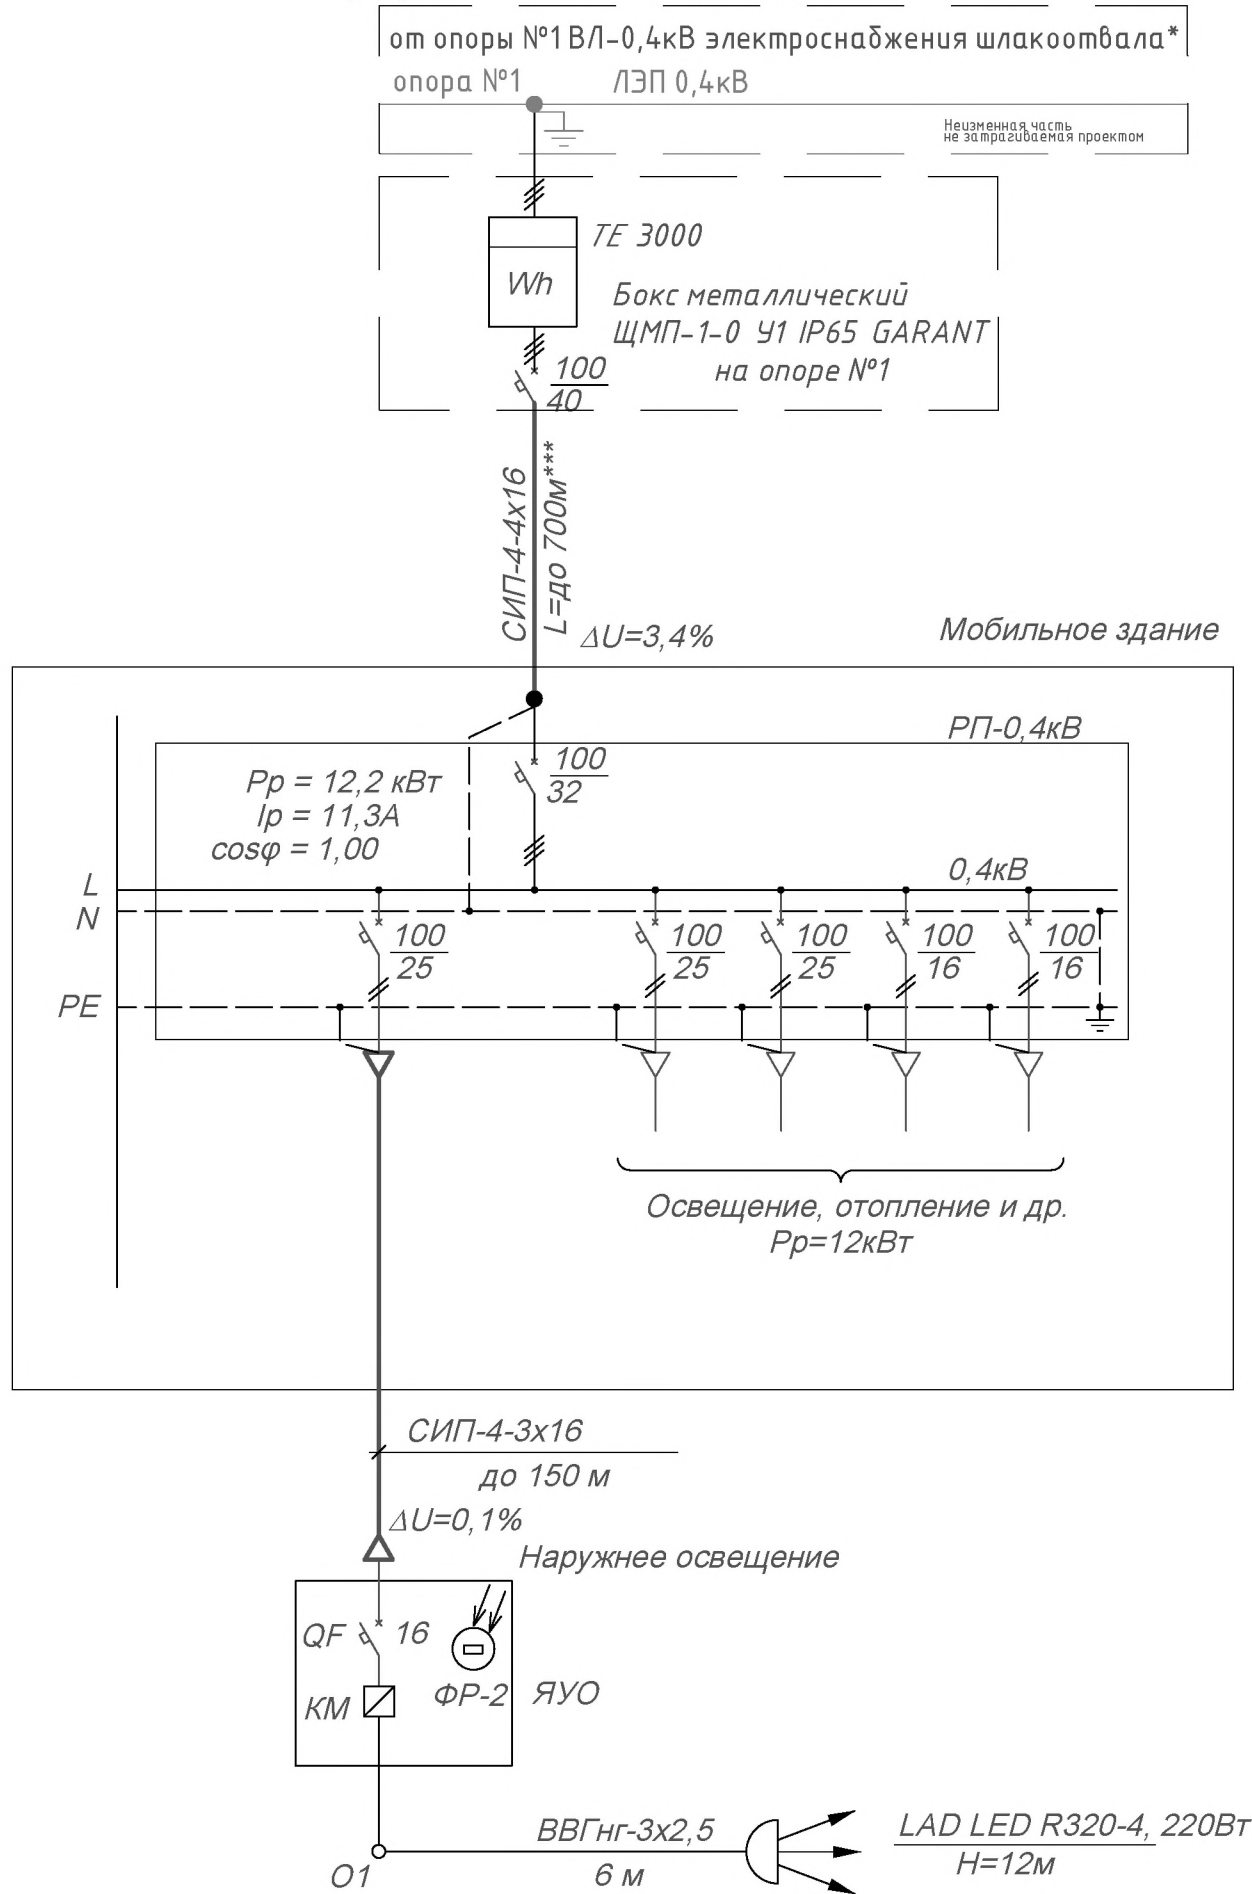 от опоры №1 ВЛ-0,4кВ электроснабжения шлакоотвала*
опора №1 ЛЭП 0,4кВ
Неизменная часть
не затрагиваемая проектом
ТЕ 3000
Wh
Бокс металлический
ЩМП-1-0 У1 IP65 GARANT
на опоре №1
100
40
СИП-4-4х16
L=до 700м****
ΔU=3,4%
Мобильное здание
РП-0,4кВ
100
32
Рр = 12,2 кВт
Iр = 11,3А
cosφ = 1,00
0,4кВ
L
N
100
25
100
25
100
25
100
16
100
16
PE
Освещение, отопление и др.
Рр=12кВт
СИП-4-3х16
до 150 м
ΔU=0,1%
Наружнее освещение
QF 16
КМ
ФР-2
ЯУО
ВВГнг-3х2,5
6 м
О1
LAD LED R320-4, 220Вт
Н=12м